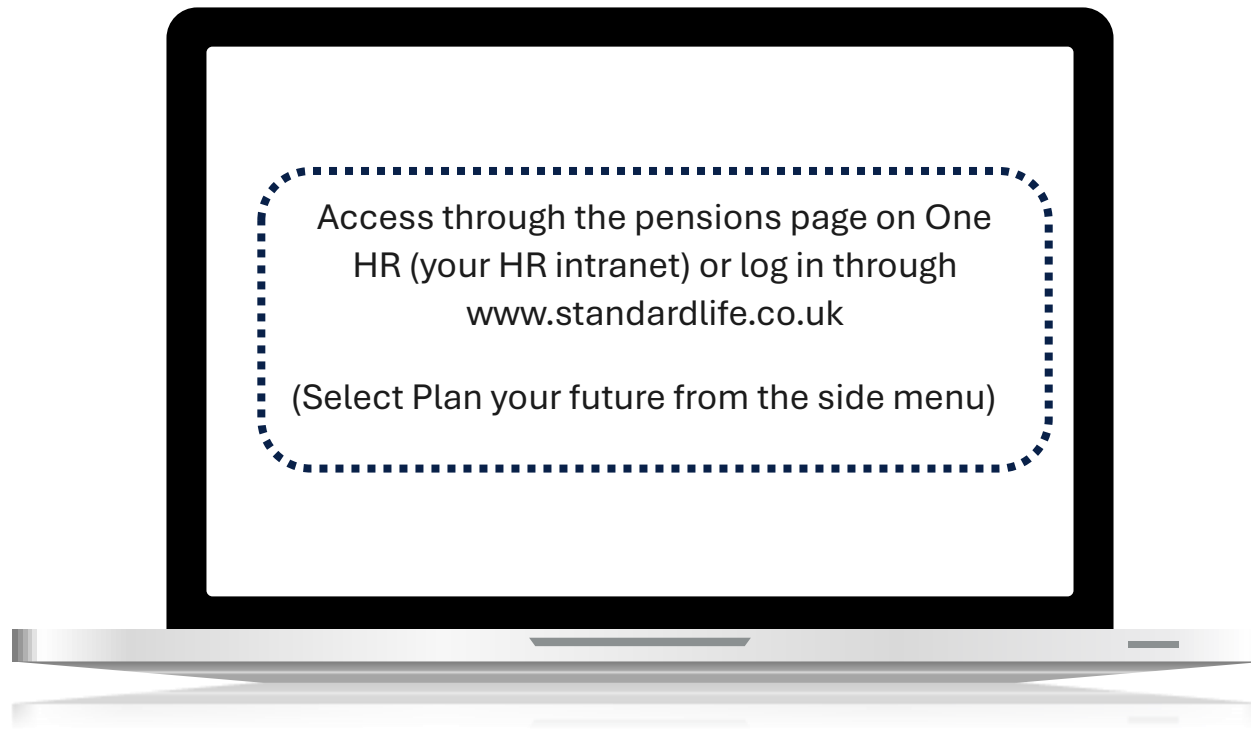 Access through the pensions page on One
HR (your HR intranet) or log in through
www.standardlife.co.uk
(Select Plan your future from the side menu)